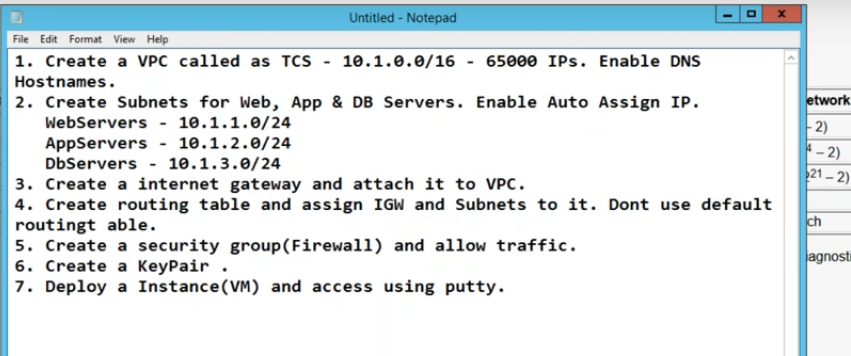 Untitled - Notepad
File Edit Format View Help
1. Create a VPC called as TCS - 10.1.0.0/16 - 65000 IPs. Enable DNS
Hostnames.
2. Create Subnets for Web, App & DB Servers. Enable Auto Assign IP.
WebServers - 10.1.1.0/24
AppServers - 10.1.2.0/24
DbServers - 10.1.3.0/24
3. Create a internet gateway and attach it to VPC.
4. Create routing table and assign IGW and Subnets to it. Dont use default
routingt able.
5. Create a security group(Firewall) and allow traffic.
6. Create a KeyPair .
7. Deploy a Instance(VM) and access using putty.
etwork
- 2)
4 – 2)
21 – 2)
ch
agnosti